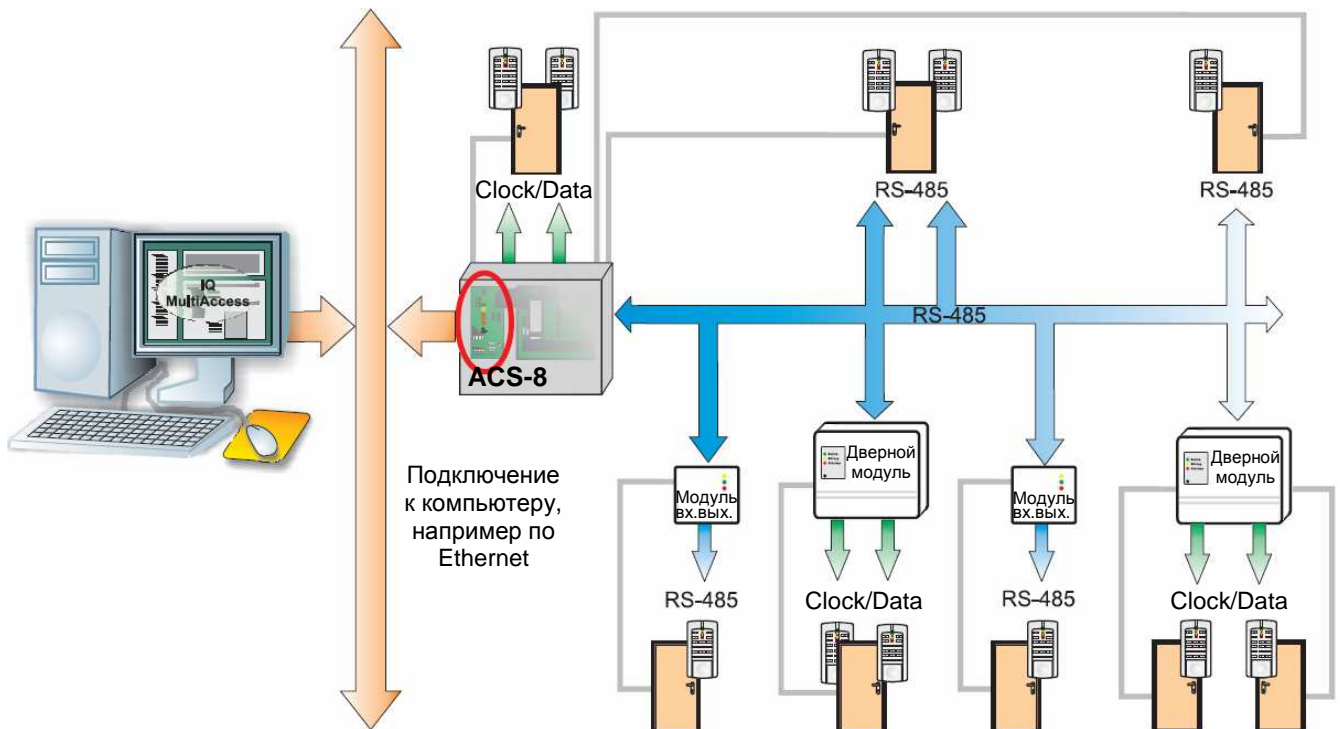 Clock/Data
RS-485
RS-485
IQ
MultiAccess
RS-485
ACS-8
Подключение
к компьютеру,
например по
Ethernet
Модуль
вх.вых.
Дверной
модуль
Модуль
вх.вых.
Дверной
модуль
RS-485
Clock/Data
RS-485
Clock/Data